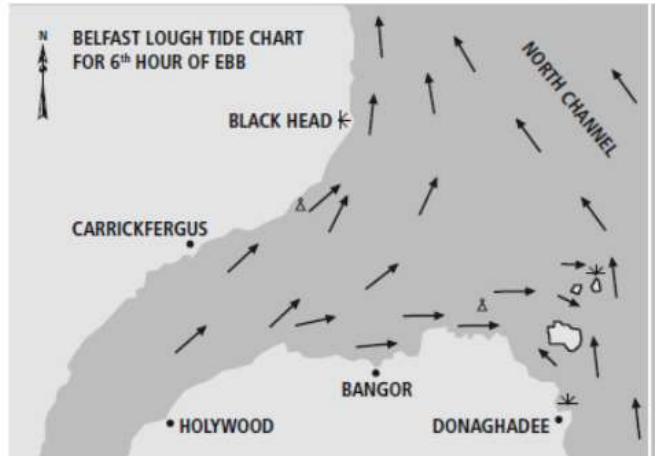 N
BELFAST LOUGH TIDE CHART
FOR 6th HOUR OF EBB
NORTH CHANNEL
BLACK HEAD
CARRICKFERGUS
BANGOR
HOLYWOOD
DONAGHADEE